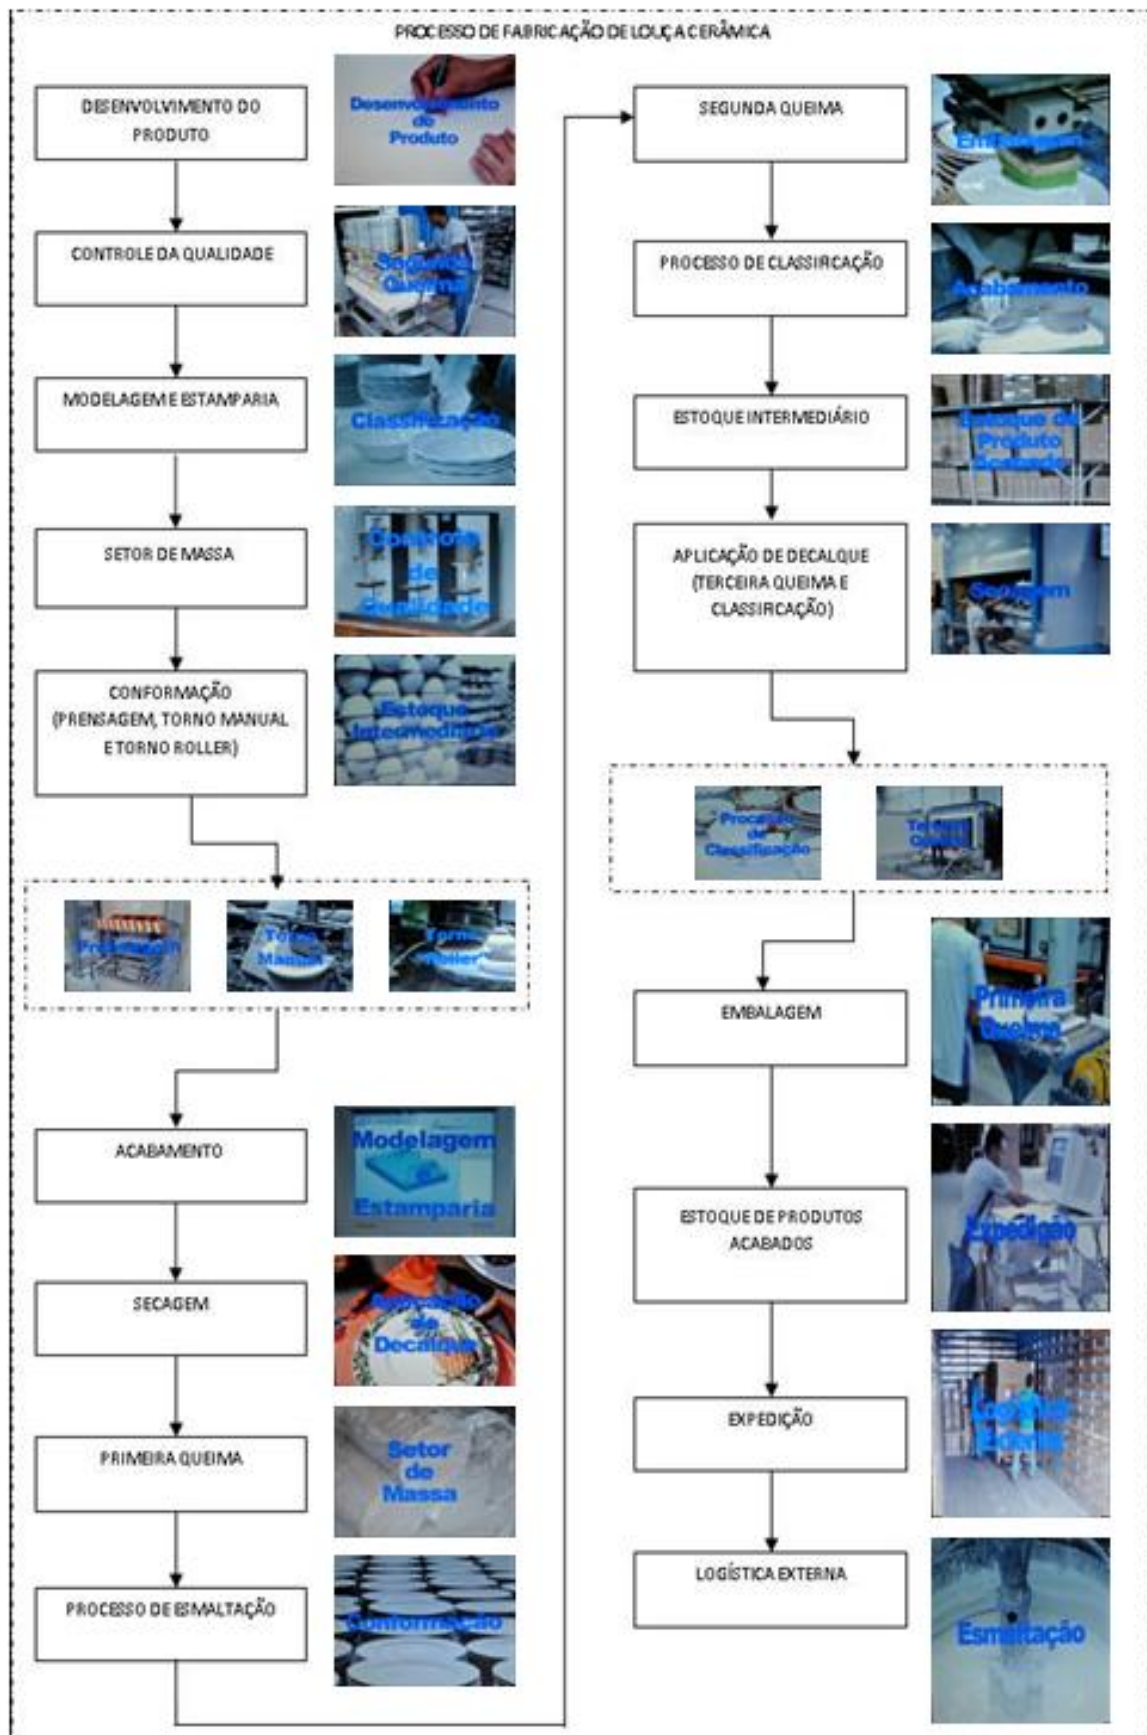 PROCESSO DE FABRICAÇÃO DE LOUÇA CERÂMICA
DESENVOLVIMENTO DO
PRODUTO
Desenvolvimento
de
Produto
CONTROLE DA QUALIDADE
Segunda
Queima
MODELAGEM E ESTAMPARIA
Classificação
SETOR DE MASSA
Controle
de
Qualidade
CONFORMAÇÃO
(PRENSAGEM, TORNO MANUAL
E TORNO ROLLER)
Estoque
Intermediário
Prensagem
Torno
Manual
Torno
"Roller"
ACABAMENTO
Modelagem
e
Estamparia
SECAGEM
Aplicação
de
Decalque
PRIMEIRA QUEIMA
Setor
de
Massa
PROCESSO DE ESMALTAÇÃO
Conformação
SEGUNDA QUEIMA
Embalagem
PROCESSO DE CLASSIFCAÇÃO
Acabamento
ESTOQUE INTERMEDIÁRIO
Estoque de
Produto
Acabado
APLICAÇÃO DE DECALQUE
(TERCEIRA QUEIMA E
CLASSIFCAÇÃO)
Secagem
Processo
de
Classificação
Terceira
Queima
EMBALAGEM
Primeira
Queima
ESTOQUE DE PRODUTOS
ACABADOS
Expedição
EXPEDIÇÃO
Logística
Externa
LOGÍSTICA EXTERNA
Esmaltação